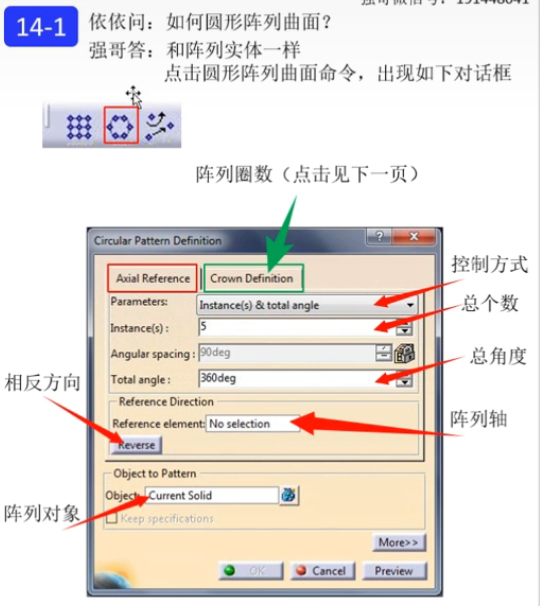 14-1
依依问：如何圆形阵列曲面？
强哥答：和阵列实体一样
点击圆形阵列曲面命令，出现如下对话框
阵列圈数（点击见下一页）
Circular Pattern Definition
Axial Reference
Crown Definition
控制方式
Parameters:
Instance(s) & total angle
总个数
Instance(s) :
5
Angular spacing :
90deg
总角度
Total angle :
360deg
相反方向
Reference Direction
阵列轴
Reference element:
No selection
Reverse
Object to Pattern
Object:
Current Solid
阵列对象
Keep specifications
More>>
OK
Cancel
Preview